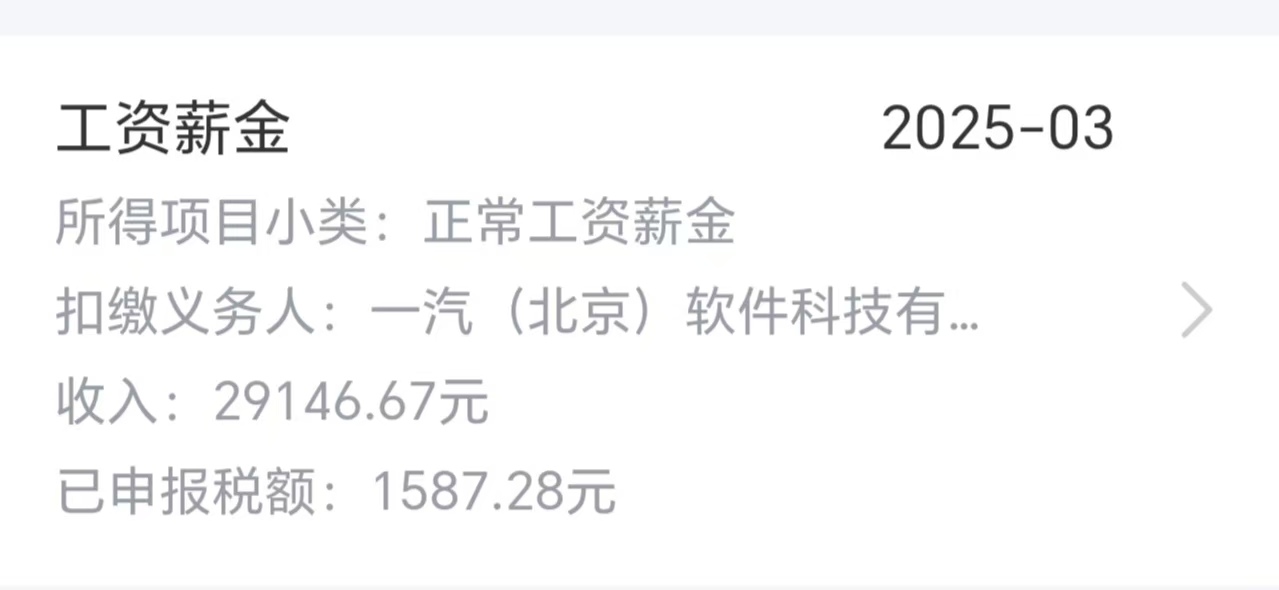 工资薪金 2025-03
所得项目小类：正常工资薪金
扣缴义务人：一汽（北京）软件科技有...
收入：29146.67元
已申报税额：1587.28元